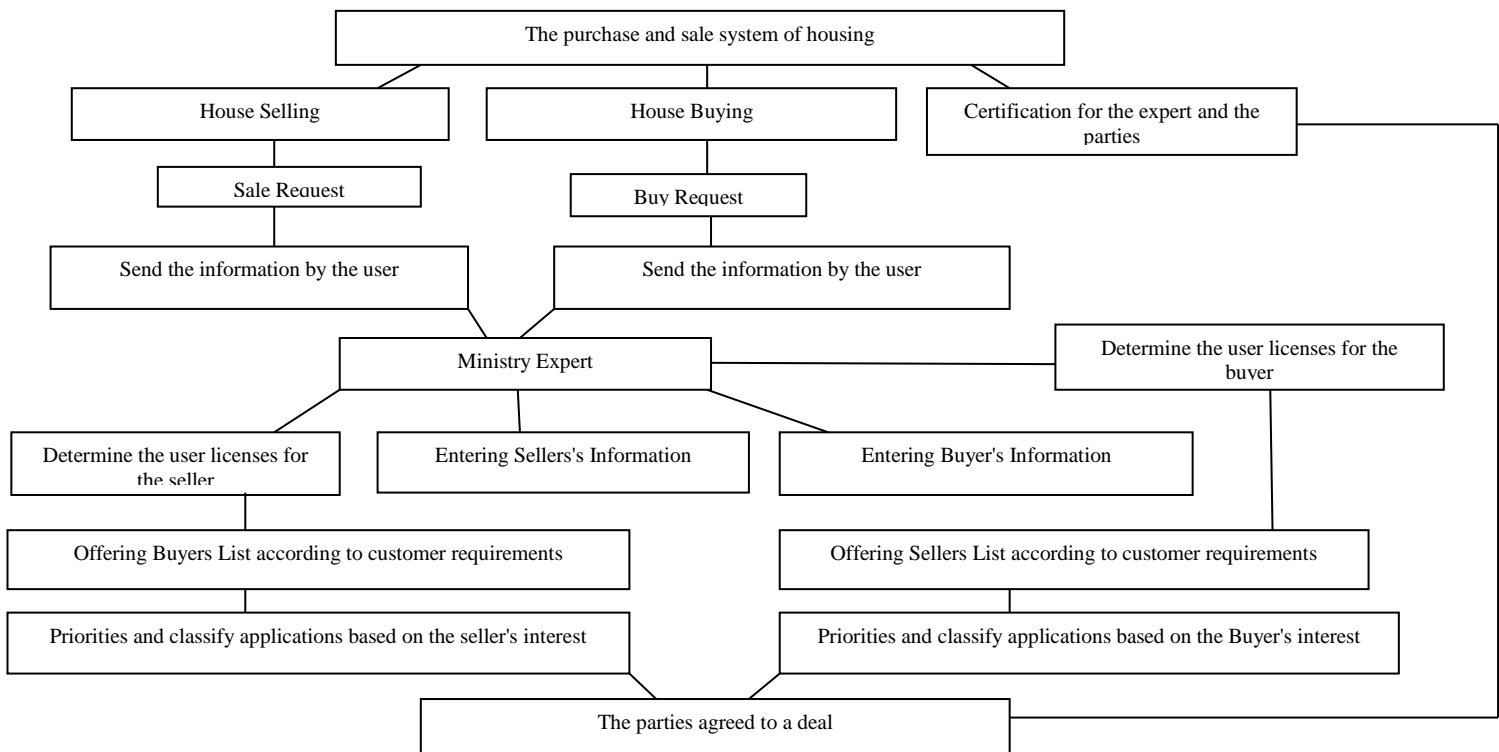 The purchase and sale system of housing
House Selling
House Buying
Certification for the expert and the
parties
Sale Request
Buy Request
Send the information by the user
Send the information by the user
Ministry Expert
Determine the user licenses for the
buyer
Determine the user licenses for
the seller
Entering Sellers's Information
Entering Buyer's Information
Offering Buyers List according to customer requirements
Offering Sellers List according to customer requirements
Priorities and classify applications based on the seller's interest
Priorities and classify applications based on the Buyer's interest
The parties agreed to a deal